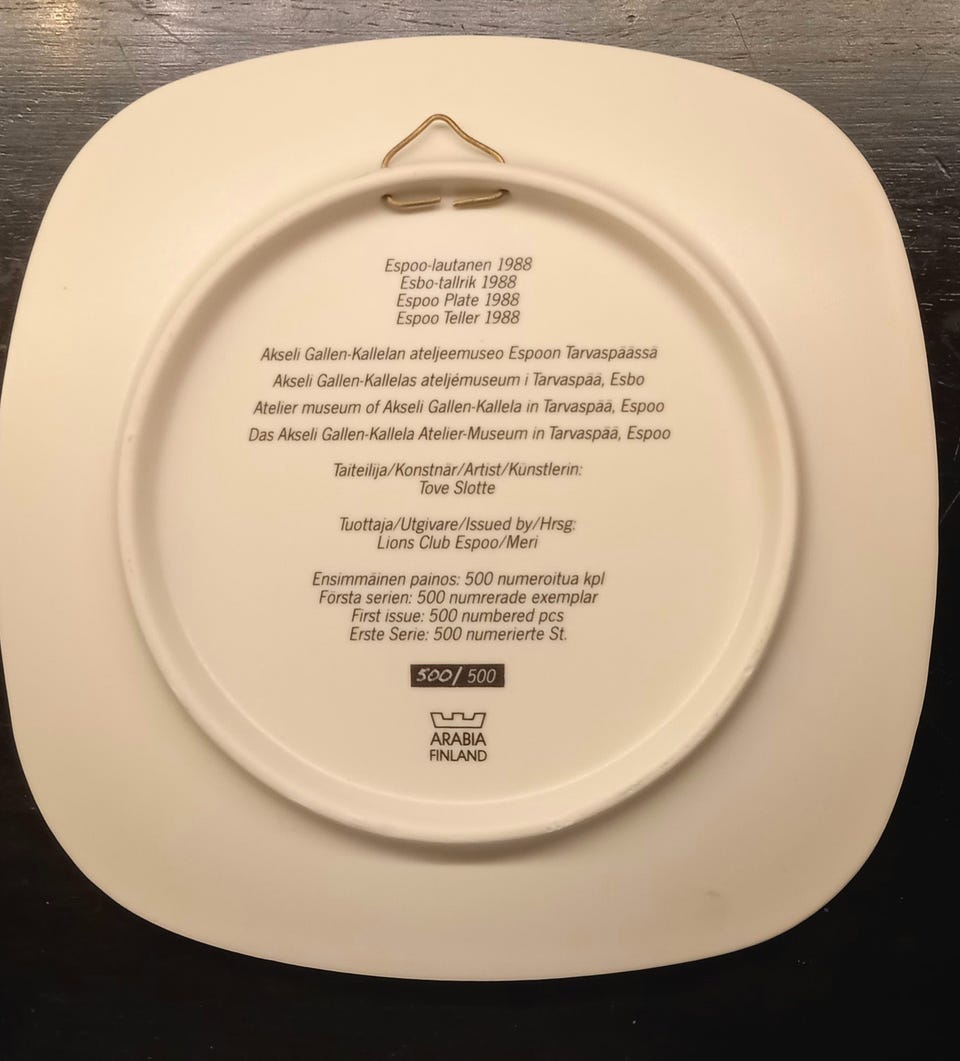 Espoo-lautanen 1988
Esbo-tallrik 1988
Espoo Plate 1988
Espoo Teller 1988
Akseli Gallen-Kallelan ateljeemuseo Espoon Tarvaspäässä
Akseli Gallen-Kallelas ateljémuseum i Tarvaspää, Esbo
Atelier museum of Akseli Gallen-Kallela in Tarvaspää, Espoo
Das Akseli Gallen-Kallela Atelier-Museum in Tarvaspää, Espoo
Taiteilija/Konstnär/Artist/Künstlerin:
Tove Slotte
Tuottaja/Utgivare/Issued by/Hrsg:
Lions Club Espoo/Meri
Ensimmäinen painos: 500 numeroitua kpl
Första serien: 500 numrerade exemplar
First issue: 500 numbered pcs
Erste Serie: 500 numerierte St.
500/500
ARABIA
FINLAND